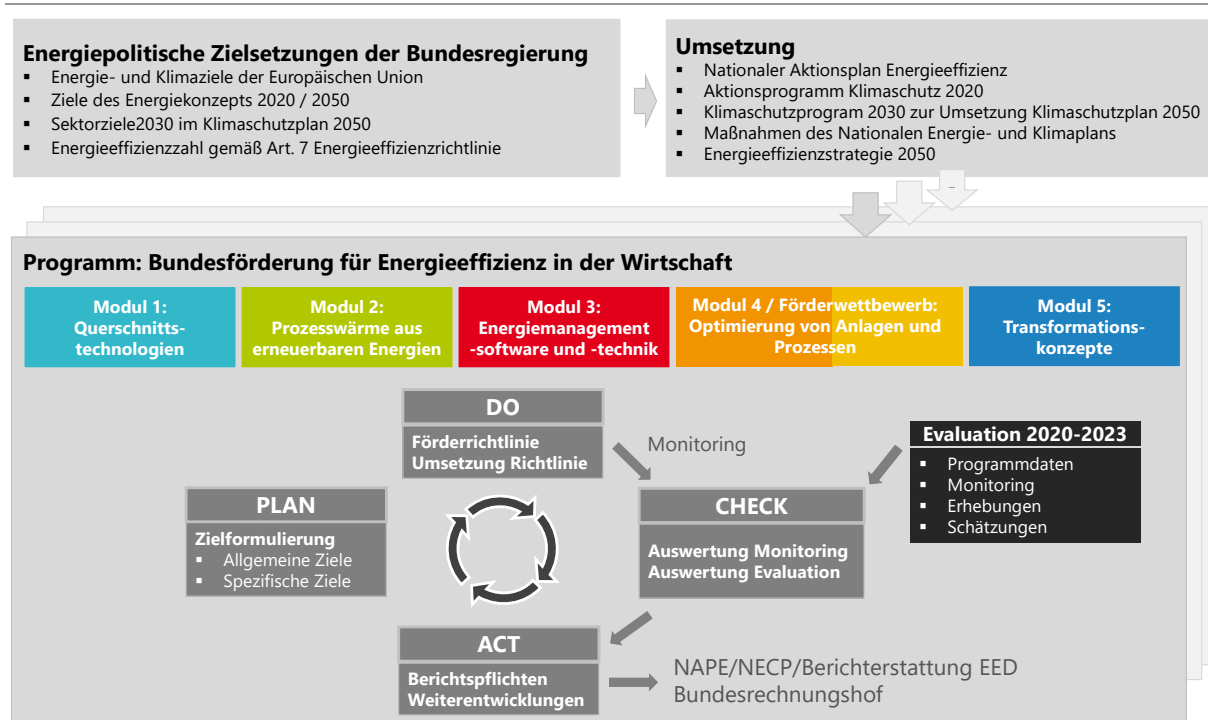 Energiepolitische Zielsetzungen der Bundesregierung
▪ Energie- und Klimaziele der Europäischen Union
▪ Ziele des Energiekonzepts 2020 / 2050
▪ Sektorziele2030 im Klimaschutzplan 2050
▪ Energieeffizienzzahl gemäß Art. 7 Energieeffizienzrichtlinie
Umsetzung
▪ Nationaler Aktionsplan Energieeffizienz
▪ Aktionsprogramm Klimaschutz 2020
▪ Klimaschutzprogram 2030 zur Umsetzung Klimaschutzplan 2050
▪ Maßnahmen des Nationalen Energie- und Klimaplans
▪ Energieeffizienzstrategie 2050
...
Programm: Bundesförderung für Energieeffizienz in der Wirtschaft
Modul 1:
Querschnitts-
technologien
Modul 2:
Prozesswärme aus
erneuerbaren Energien
Modul 3:
Energiemanagement
-software und -technik
Modul 4 / Förderwettbewerb:
Optimierung von Anlagen und
Prozessen
Modul 5:
Transformations-
konzepte
DO
Förderrichtlinie
Umsetzung Richtlinie
Monitoring
Evaluation 2020-2023
▪ Programmdaten
▪ Monitoring
▪ Erhebungen
▪ Schätzungen
PLAN
Zielformulierung
▪ Allgemeine Ziele
▪ Spezifische Ziele
CHECK
Auswertung Monitoring
Auswertung Evaluation
ACT
Berichtspflichten
Weiterentwicklungen
NAPE/NECP/Berichterstattung EED
Bundesrechnungshof